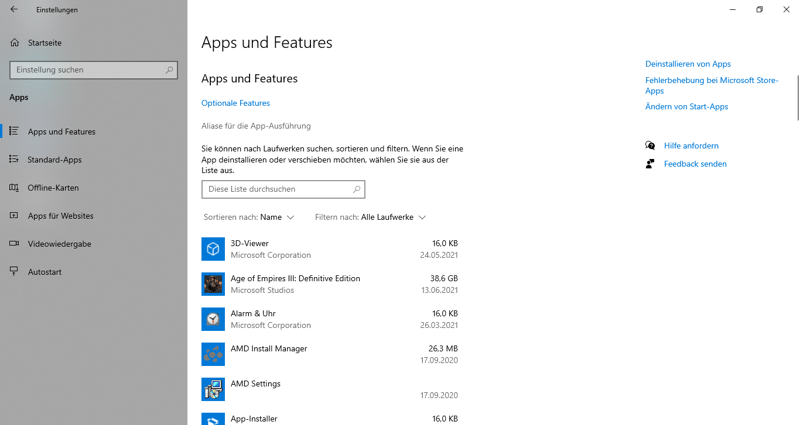 Einstellungen
Startseite
Einstellung suchen
Apps
Apps und Features
Standard-Apps
Offline-Karten
Apps für Websites
Videowiedergabe
Autostart
Apps und Features
Apps und Features
Optionale Features
Aliase für die App-Ausführung
Sie können nach Laufwerken suchen, sortieren und filtern. Wenn Sie eine
App deinstallieren oder verschieben möchten, wählen Sie sie aus der
Liste aus.
Diese Liste durchsuchen
Sortieren nach: Name Filtern nach: Alle Laufwerke
3D-Viewer 16,0 KB
Microsoft Corporation 24.05.2021
Age of Empires III: Definitive Edition 38,6 GB
Microsoft Studios 13.06.2021
Alarm & Uhr 16,0 KB
Microsoft Corporation 26.03.2021
AMD Install Manager 26,3 MB
17.09.2020
AMD Settings
17.09.2020
App-Installer 16,0 KB
Deinstallieren von Apps
Fehlerbehebung bei Microsoft Store-
Apps
Ändern von Start-Apps
Hilfe anfordern
Feedback senden